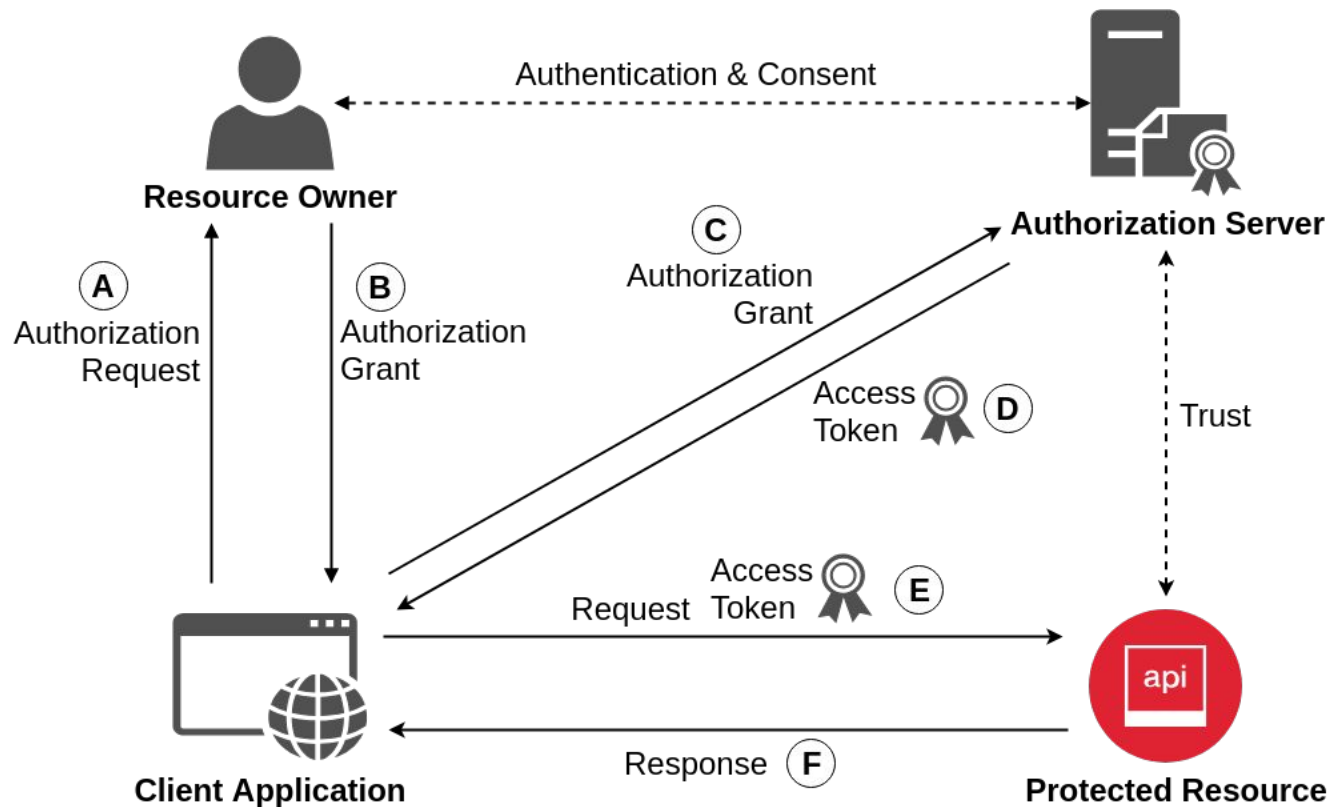 Authentication & Consent
Resource Owner
Authorization Server
A
Authorization
Request
B
Authorization
Grant
C
Authorization
Grant
Access
Token
D
Trust
Request
Access
Token
E
api
Response
F
Client Application
Protected Resource